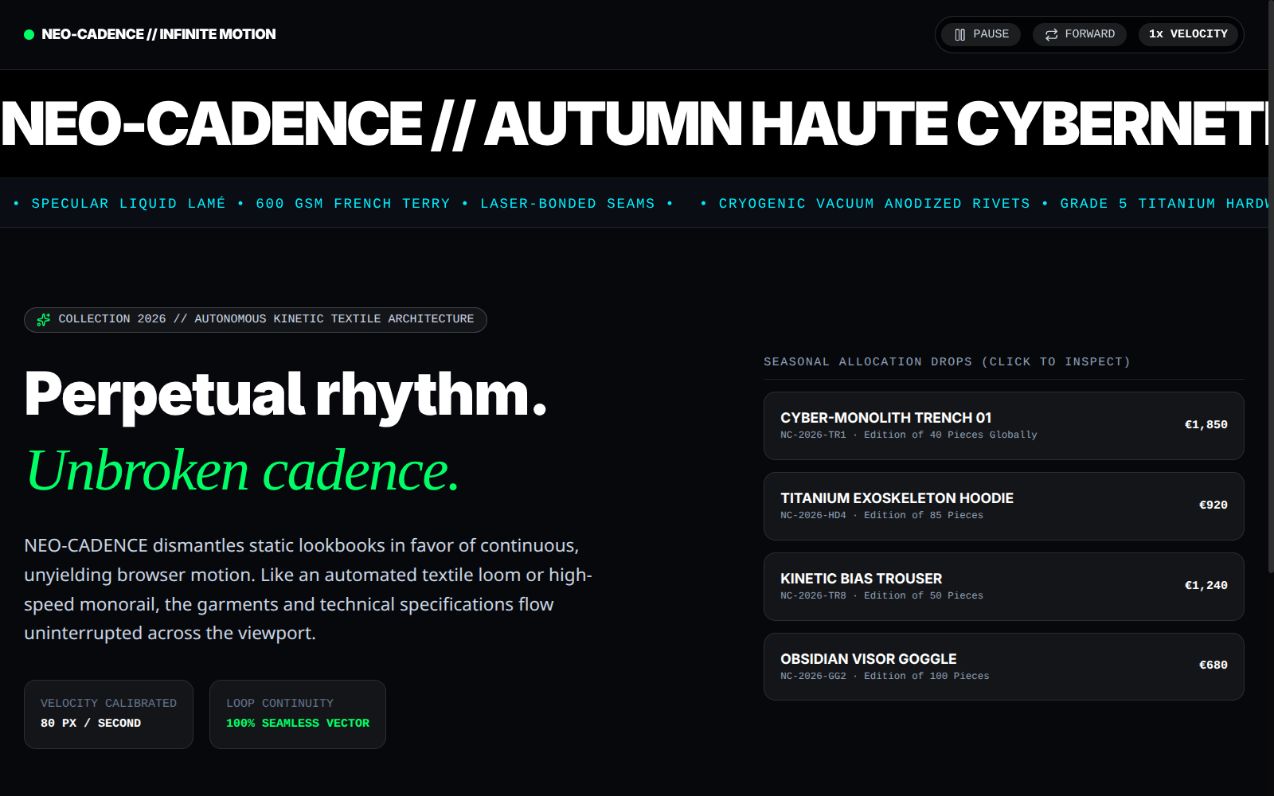 NEO-CADENCE // INFINITE MOTION
PAUSE
FORWARD
1x VELOCITY
NEO-CADENCE // AUTUMN HAUTE CYBERNET
• SPECULAR LIQUID LAMÉ • 600 GSM FRENCH TERRY • LASER-BONDED SEAMS • • CRYOGENIC VACUUM ANODIZED RIVETS • GRADE 5 TITANIUM HARDW
COLLECTION 2026 // AUTONOMOUS KINETIC TEXTILE ARCHITECTURE
Perpetual rhythm.
Unbroken cadence.
NEO-CADENCE dismantles static lookbooks in favor of continuous,
unyielding browser motion. Like an automated textile loom or high-
speed monorail, the garments and technical specifications flow
uninterrupted across the viewport.
VELOCITY CALIBRATED
80 PX / SECOND
LOOP CONTINUITY
100% SEAMLESS VECTOR
SEASONAL ALLOCATION DROPS (CLICK TO INSPECT)
CYBER-MONOLITH TRENCH 01
NC-2026-TR1 · Edition of 40 Pieces Globally
€1,850
TITANIUM EXOSKELETON HOODIE
NC-2026-HD4 · Edition of 85 Pieces
€920
KINETIC BIAS TROUSER
NC-2026-TR8 · Edition of 50 Pieces
€1,240
OBSIDIAN VISOR GOGGLE
NC-2026-GG2 · Edition of 100 Pieces
€680